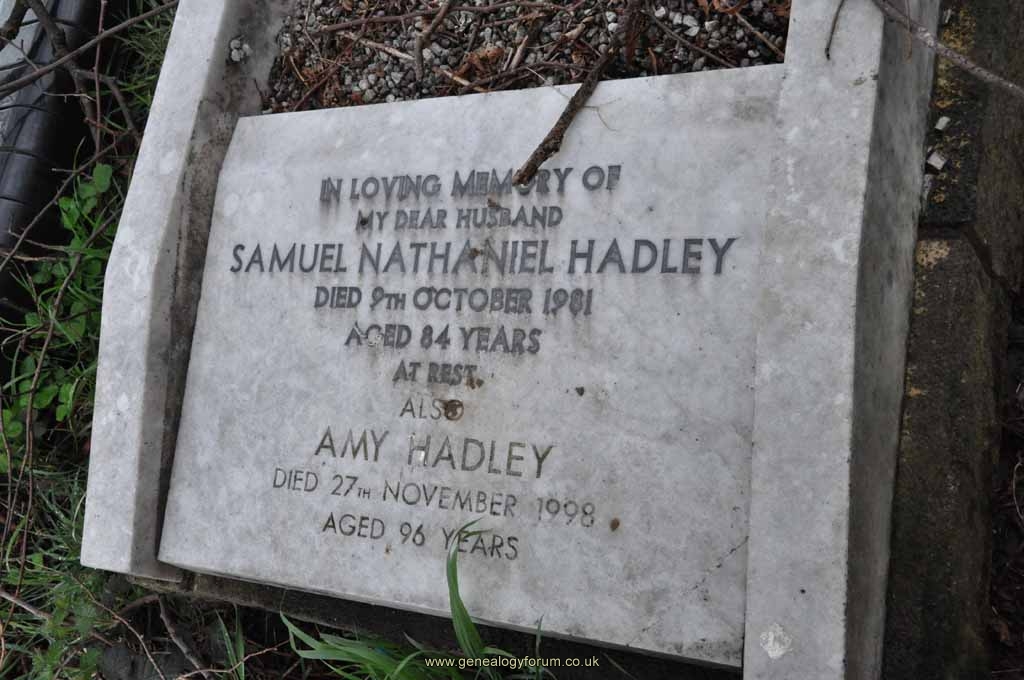 IN LOVING MEMORY OF
MY DEAR HUSBAND
SAMUEL NATHANIEL HADLEY
DIED 9TH OCTOBER 1981
AGED 84 YEARS
AT REST.
ALSO
AMY HADLEY
DIED 27TH NOVEMBER 1998
AGED 96 YEARS
www.genealogyforum.co.uk